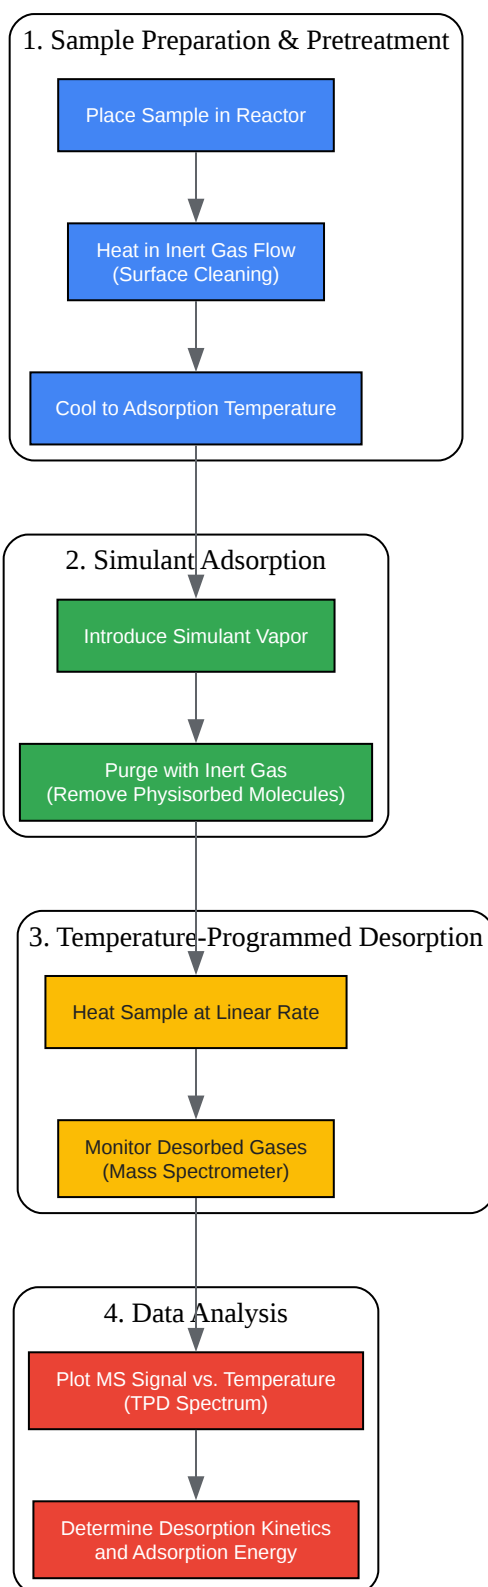 1. Sample Preparation & Pretreatment
Place Sample in Reactor
Heat in Inert Gas Flow
(Surface Cleaning)
Cool to Adsorption Temperature
2. Simulant Adsorption
Introduce Simulant Vapor
Purge with Inert Gas
(Remove Physisorbed Molecules)
3. Temperature-Programmed Desorption
Heat Sample at Linear Rate
Monitor Desorbed Gases
(Mass Spectrometer)
4. Data Analysis
Plot MS Signal vs. Temperature
(TPD Spectrum)
Determine Desorption Kinetics
and Adsorption Energy